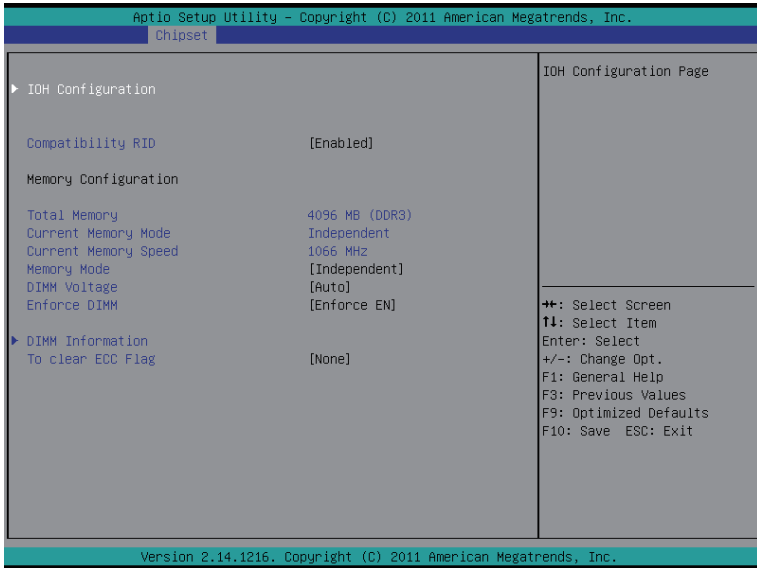 Aptio Setup Utility – Copyright (C) 2011 American Megatrends, Inc.
Chipset
IOH Configuration
Compatibility RID [Enabled]
Memory Configuration
Total Memory 4096 MB (DDR3)
Current Memory Mode Independent
Current Memory Speed 1066 MHz
Memory Mode [Independent]
DIMM Voltage [Auto]
Enforce DIMM [Enforce EN]
DIMM Information
To clear ECC Flag [None]
IOH Configuration Page
→←: Select Screen
↑↓: Select Item
Enter: Select
+/-: Change Opt.
F1: General Help
F3: Previous Values
F9: Optimized Defaults
F10: Save ESC: Exit
Version 2.14.1216. Copyright (C) 2011 American Megatrends, Inc.